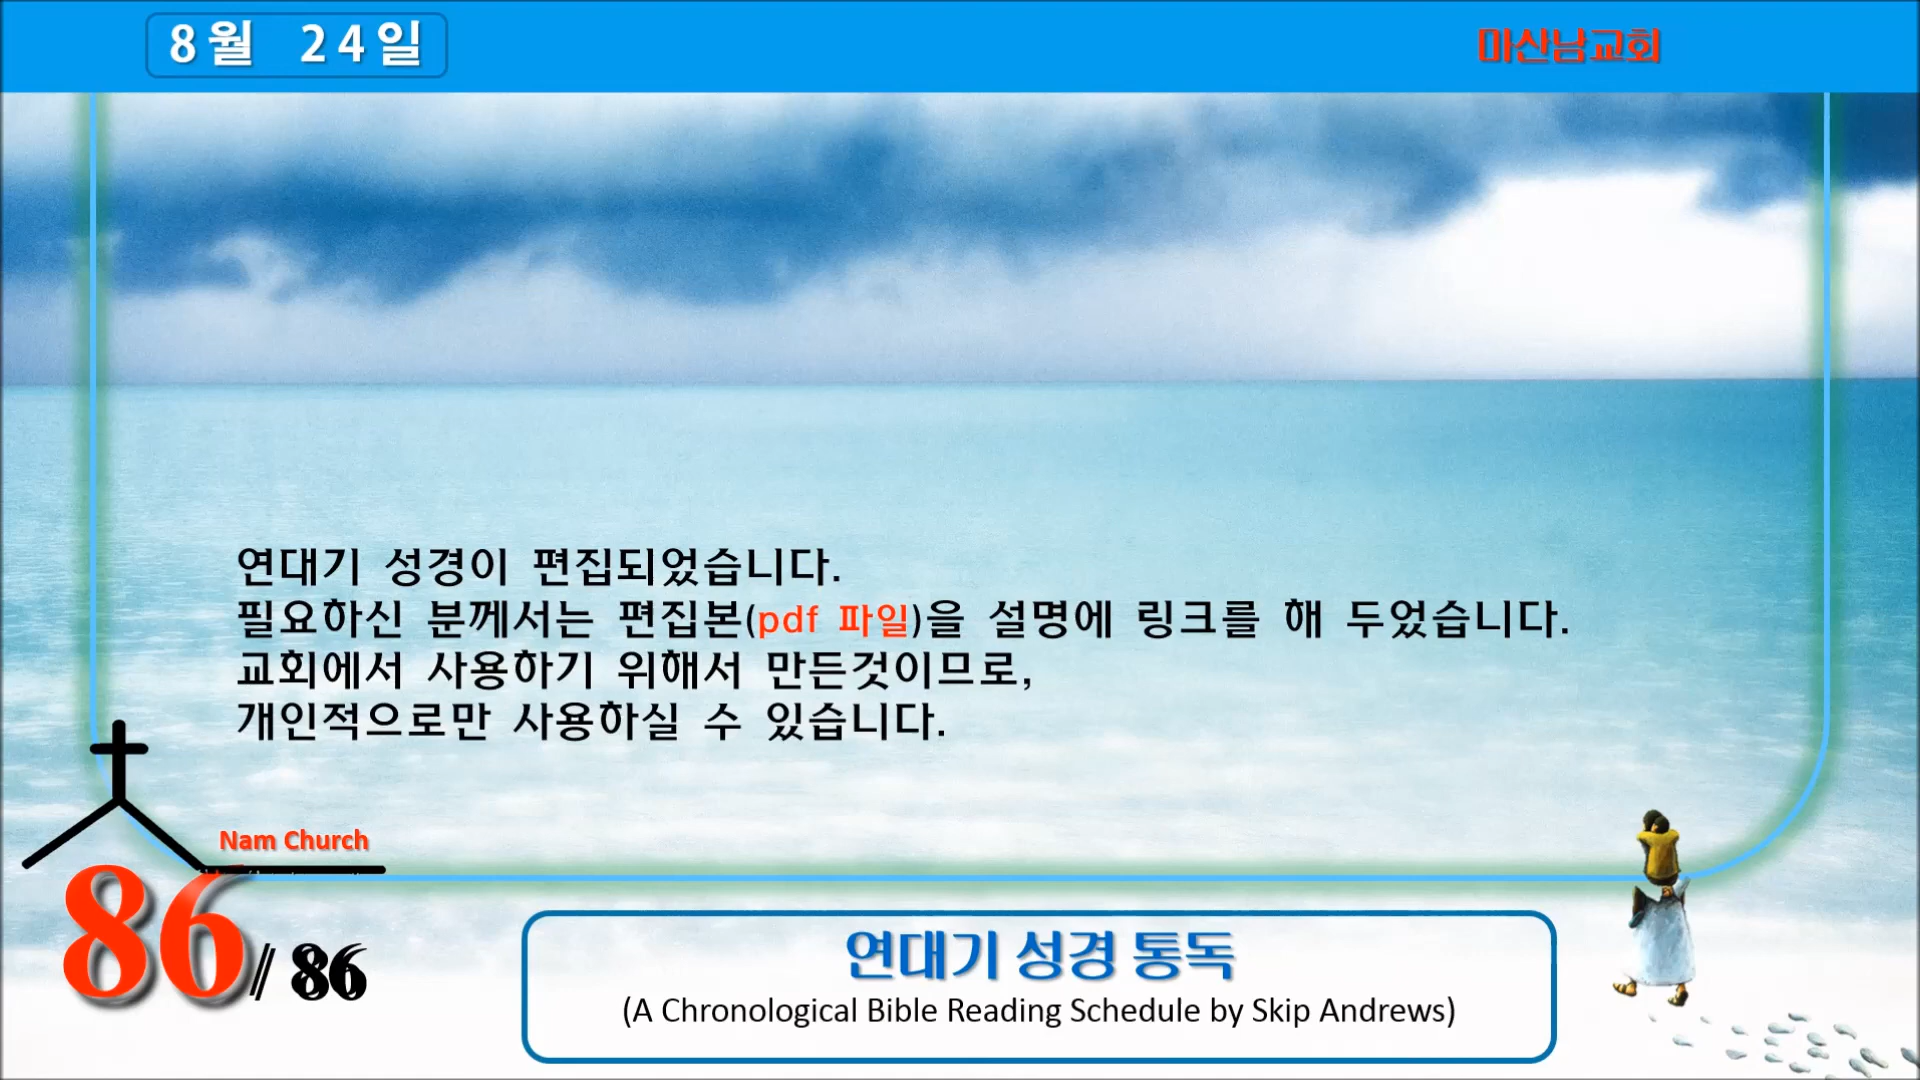 8월 24일
마산남교회
연대기 성경이 편집되었습니다.
필요하신 분께서는 편집본(pdf 파일)을 설명에 링크를 해 두었습니다.
교회에서 사용하기 위해서 만든것이므로,
개인적으로만 사용하실 수 있습니다.
Nam Church
86 / 86
연대기 성경 통독
(A Chronological Bible Reading Schedule by Skip Andrews)